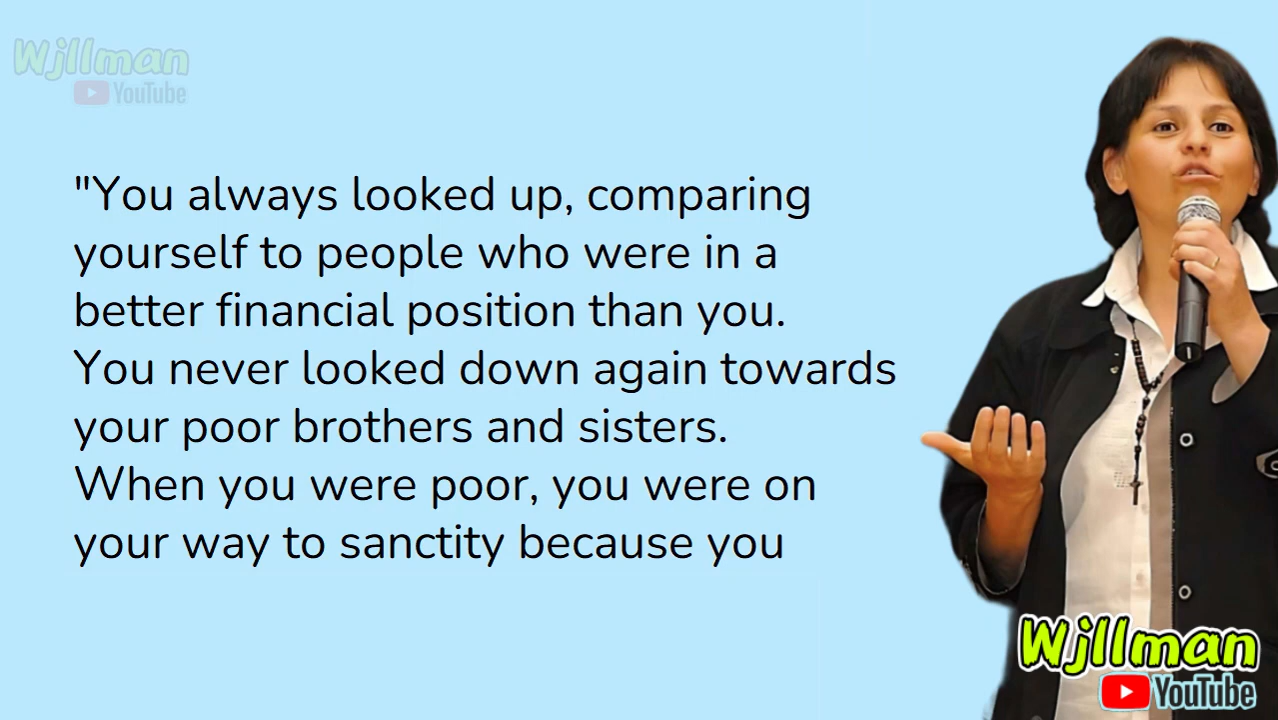 Wjllman
YouTube
"You always looked up, comparing
yourself to people who were in a
better financial position than you.
You never looked down again towards
your poor brothers and sisters.
When you were poor, you were on
your way to sanctity because you
Wjllman
YouTube